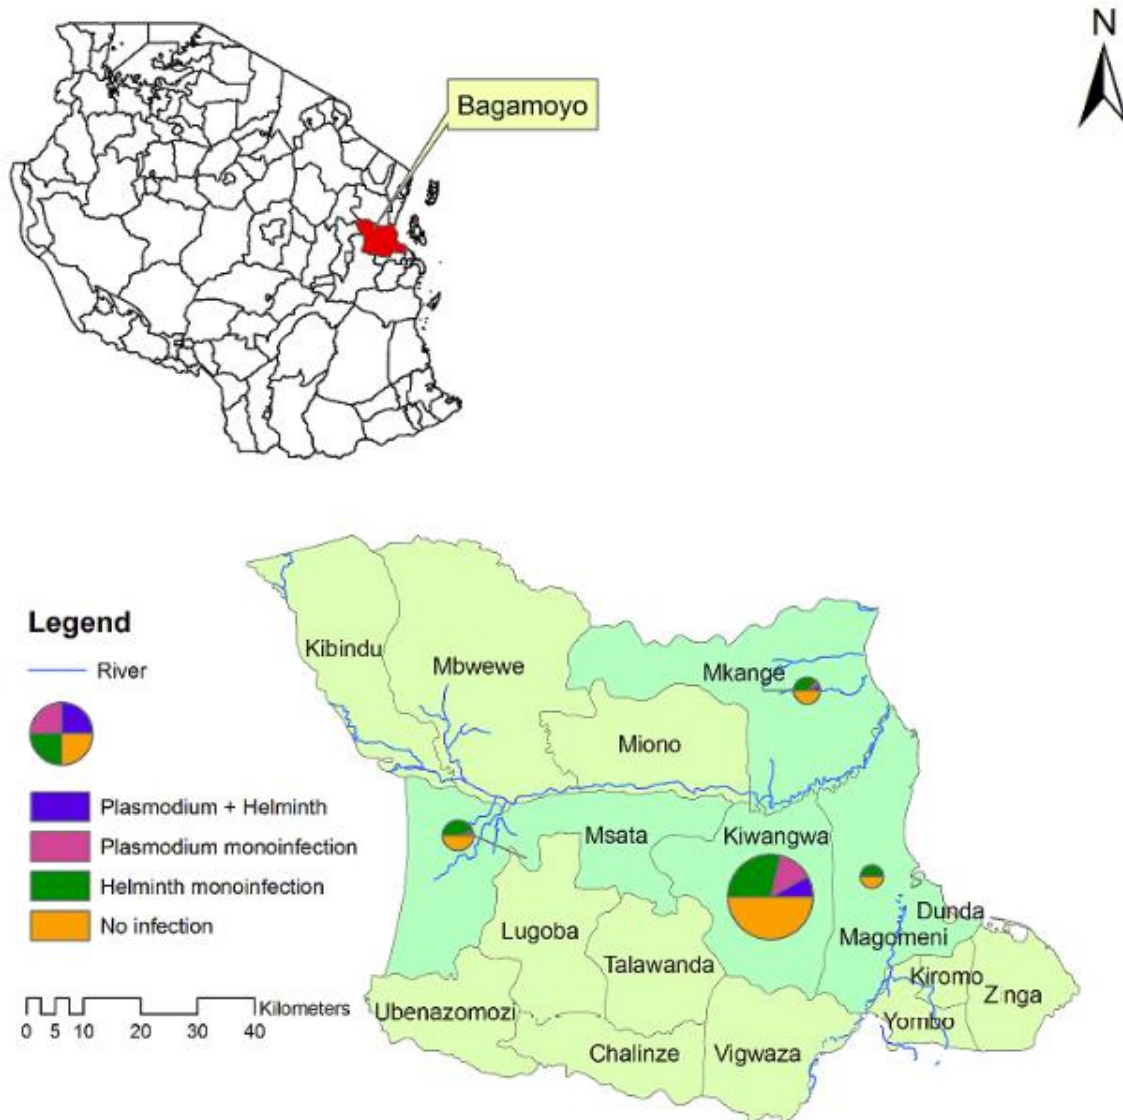 N
Bagamoyo
Legend
River
Plasmodium + Helminth
Plasmodium monoinfection
Helminth monoinfection
No infection
0 5 10 20 30 40 Kilometers
Kibindu
Mbwewe
Mkange
Miono
Msata
Kiwangwa
Dunda
Magomeni
Lugoba
Talawanda
Kiromo
Zinga
Ubenazomozi
Yombo
Chalinze
Vigwaza